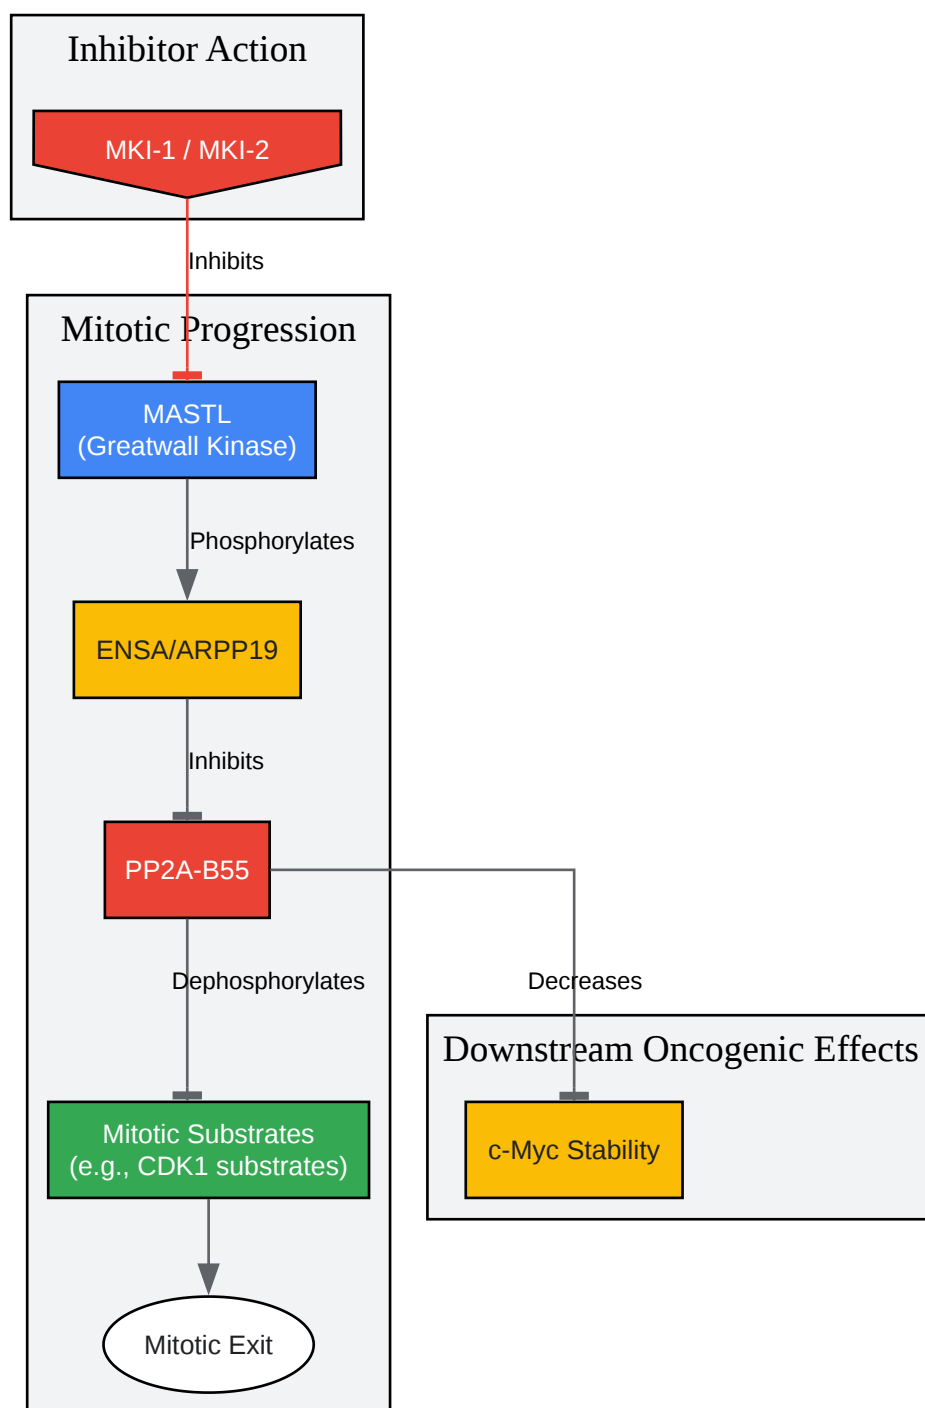 Inhibitor Action
MKI-1 / MKI-2
Inhibits
Mitotic Progression
MASTL
(Greatwall Kinase)
Phosphorylates
ENSA/ARPP19
Inhibits
PP2A-B55
Dephosphorylates
Decreases
Downstream Oncogenic Effects
Mitotic Substrates
(e.g., CDK1 substrates)
c-Myc Stability
Mitotic Exit